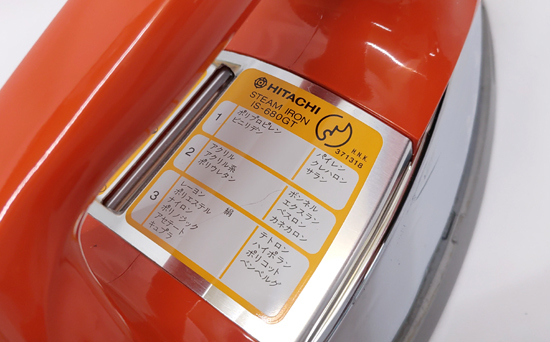 HITACHI
STEAM IRON
IS-680GT
H.N.K.
371318
1
ポリプロピレン
ビニリデン
パイレン
クレハロン
サラン
2
アクリル
アクリル系
ポリウレタン
ボンネル
エクスラン
ベスロン
カネカロン
3
レーヨン
ポリエステル
ナイロン
ポリノジック
アセテート
キュプラ
絹
テトロン
ハイポラン
ポリコット
ベンベルグ